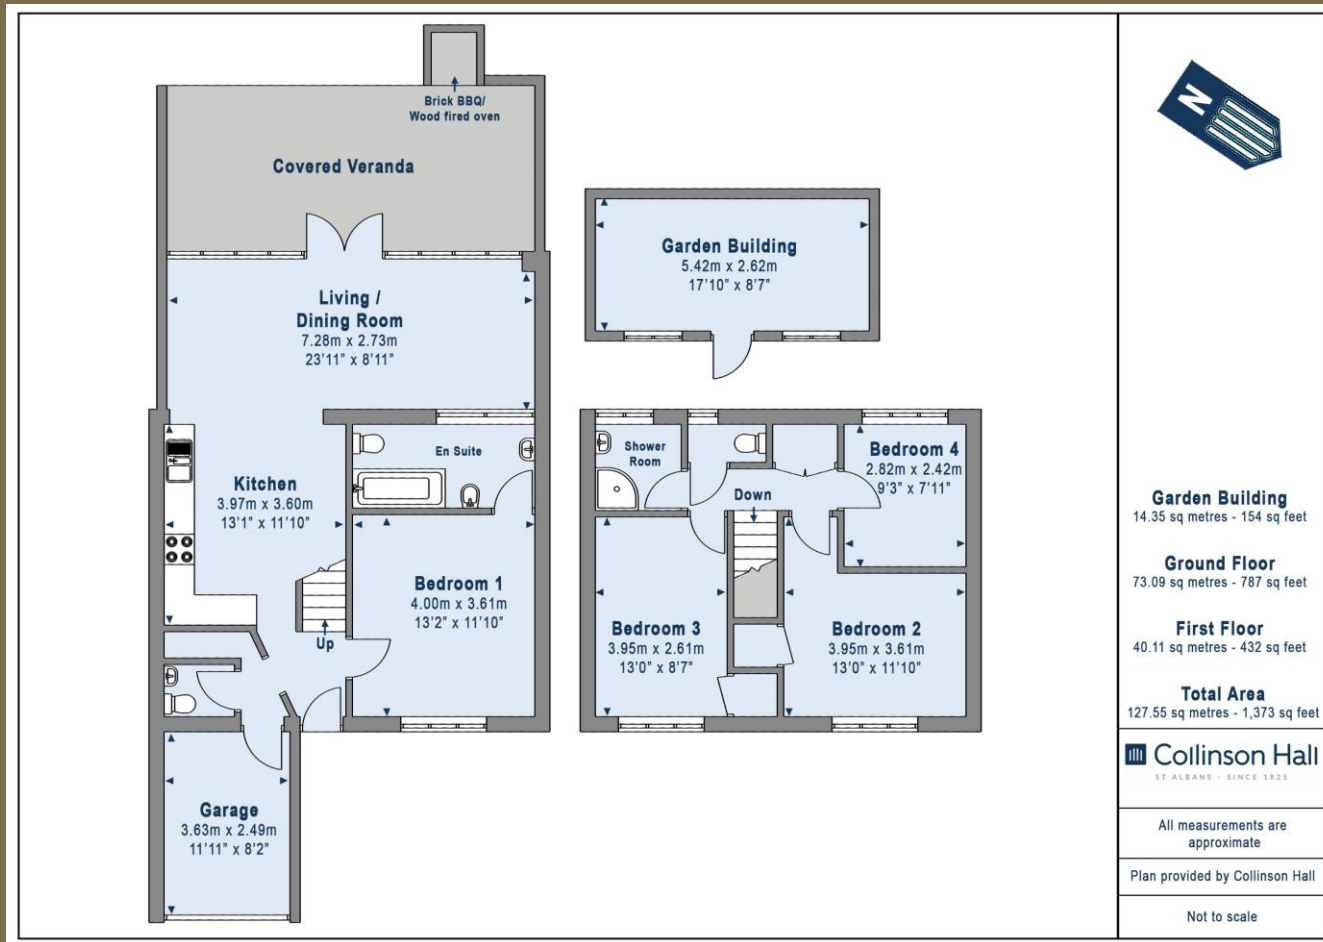 Brick BBQ/
Wood fired oven
Covered Veranda
Living /
Dining Room
7.28m x 2.73m
23'11" x 8'11"
Kitchen
3.97m x 3.60m
13'1" x 11'10"
En Suite
Bedroom 1
4.00m x 3.61m
13'2" x 11'10"
Up
Garage
3.63m x 2.49m
11'11" x 8'2"
Garden Building
5.42m x 2.62m
17'10" x 8'7"
Shower
Room
Down
Bedroom 4
2.82m x 2.42m
9'3" x 7'11"
Bedroom 3
3.95m x 2.61m
13'0" x 8'7"
Bedroom 2
3.95m x 3.61m
13'0" x 11'10"
N
Garden Building
14.35 sq metres - 154 sq feet
Ground Floor
73.09 sq metres - 787 sq feet
First Floor
40.11 sq metres - 432 sq feet
Total Area
127.55 sq metres - 1,373 sq feet
Collinson Hall
ST ALBANS - SINCE 1825
All measurements are
approximate
Plan provided by Collinson Hall
Not to scale